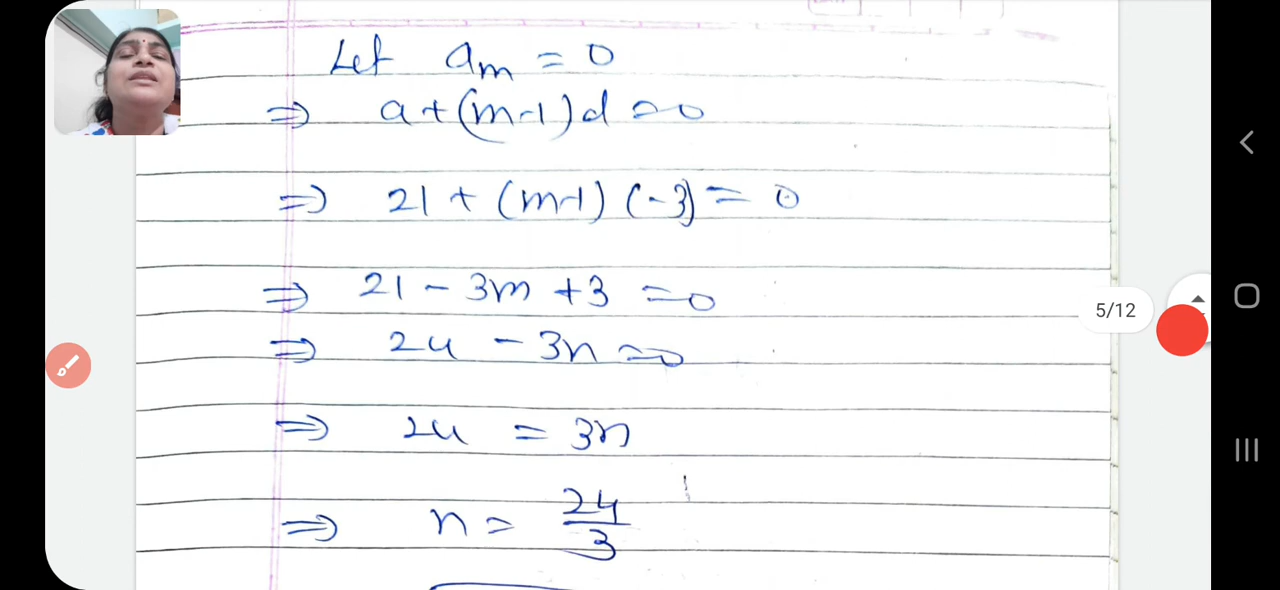 Let aₘ = 0
⇒ a + (m-1)d = 0
⇒ 21 + (m-1) (-3) = 0
⇒ 21 - 3m + 3 = 0
5/12
⇒ 24 - 3n = 0
⇒ 24 = 3n
⇒ n = 24/3